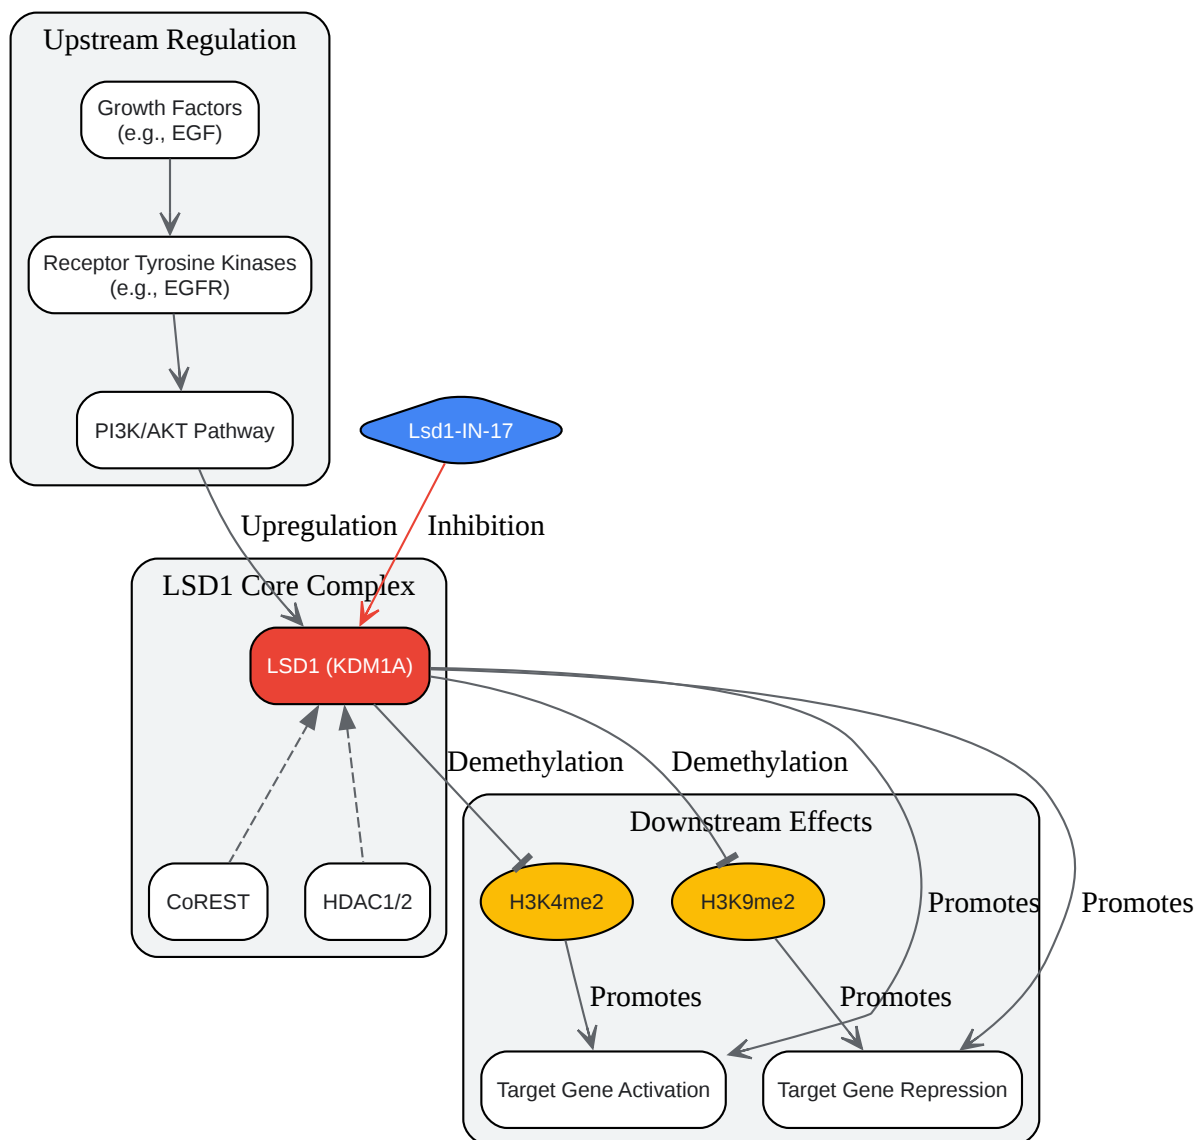 Upstream Regulation
Growth Factors
(e.g., EGF)
Receptor Tyrosine Kinases
(e.g., EGFR)
PI3K/AKT Pathway
Lsd1-IN-17
Upregulation
Inhibition
LSD1 Core Complex
LSD1 (KDM1A)
Demethylation
Demethylation
Downstream Effects
CoREST
HDAC1/2
H3K4me2
H3K9me2
Promotes
Promotes
Promotes
Promotes
Target Gene Activation
Target Gene Repression